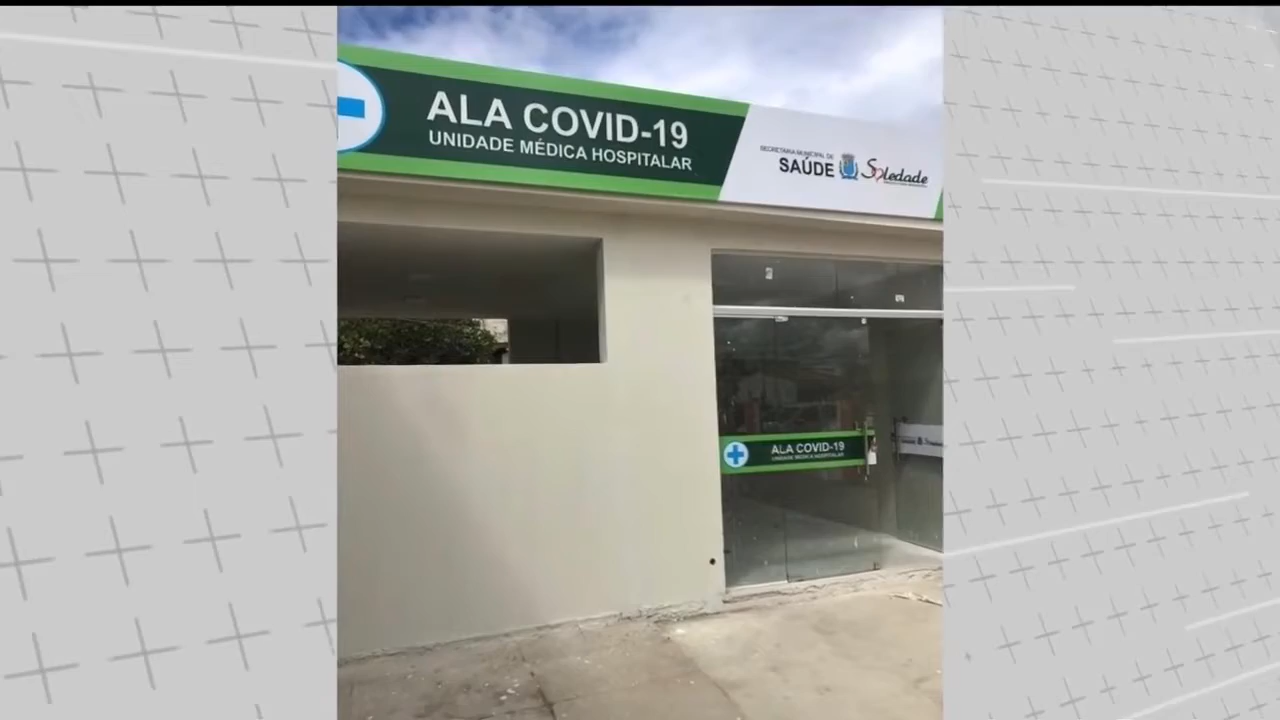 ALA COVID-19
UNIDADE MÉDICA HOSPITALAR
SECRETARIA MUNICIPAL DE
SAÚDE
Soledade
ALA COVID-19
UNIDADE MÉDICA HOSPITALAR